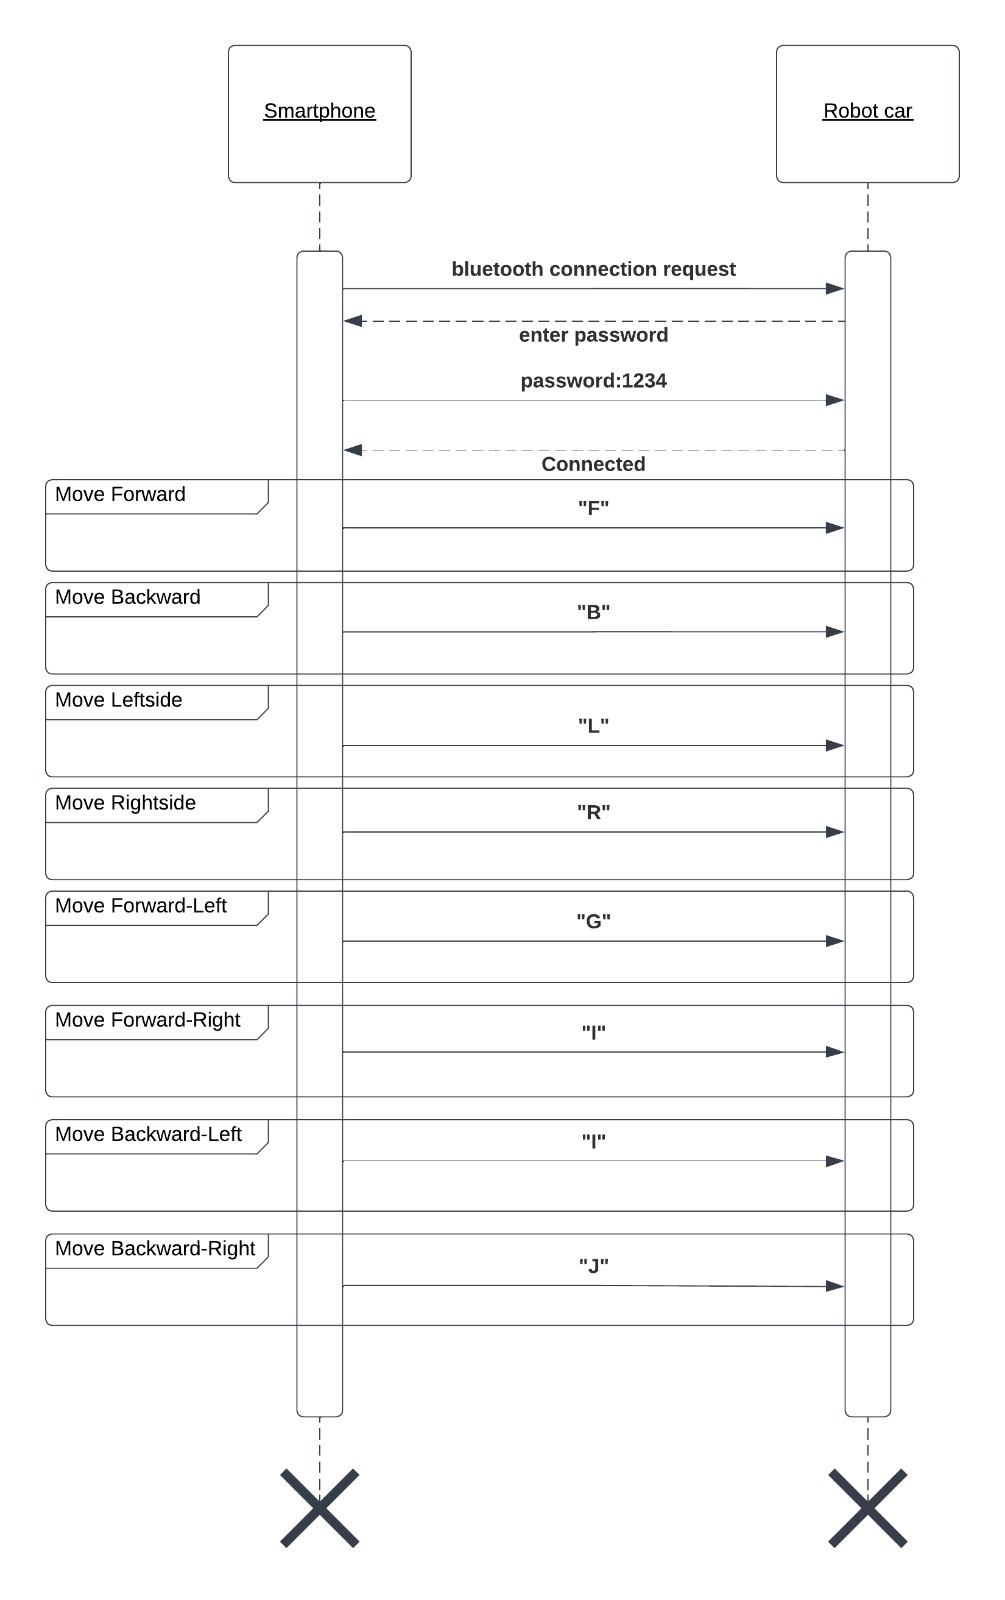 Smartphone
Robot car
bluetooth connection request
enter password
password:1234
Connected
Move Forward
"F"
Move Backward
"B"
Move Leftside
"L"
Move Rightside
"R"
Move Forward-Left
"G"
Move Forward-Right
"I"
Move Backward-Left
"I"
Move Backward-Right
"J"